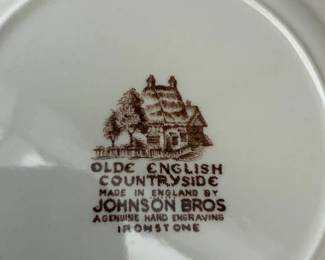 OLDE ENGLISH
COUNTRYSIDE
MADE IN ENGLAND BY
JOHNSON BROS
A GENUINE HAND ENGRAVING
IRONSTONE